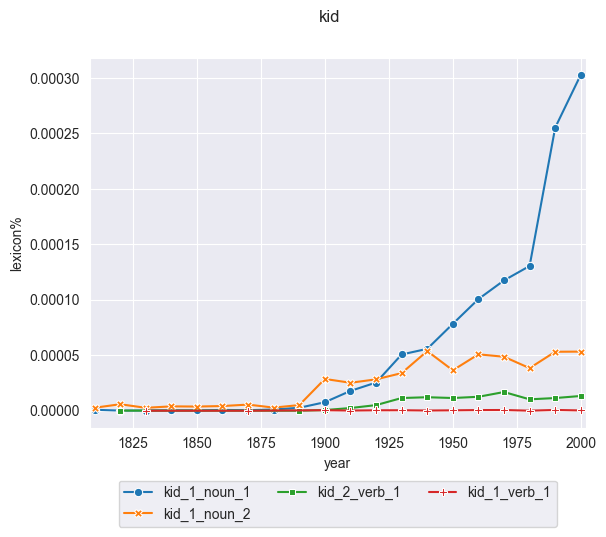 kid
0.00030
0.00025
0.00020
0.00015
0.00010
0.00005
0.00000
lexicon%
1825 1850 1875 1900 1925 1950 1975 2000
year
kid_1_noun_1 kid_2_verb_1 kid_1_verb_1
kid_1_noun_2